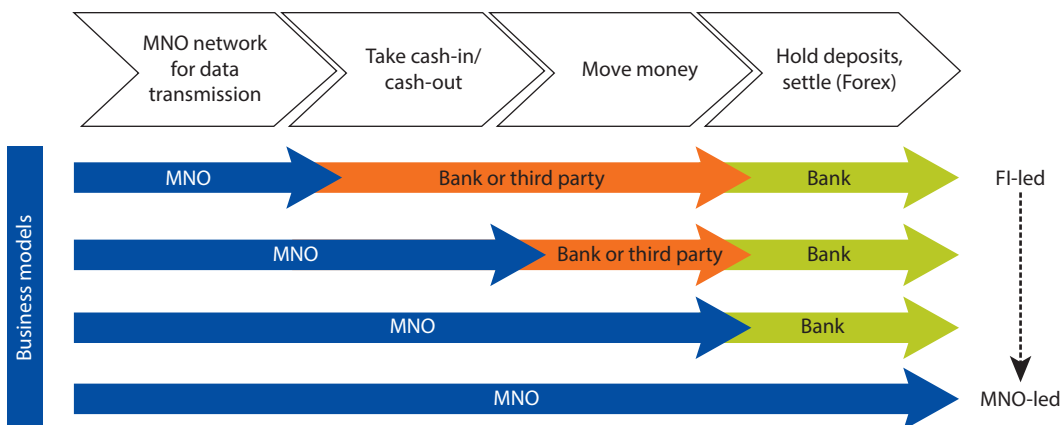 MNO network
for data
transmission
Take cash-in/
cash-out
Move money
Hold deposits,
settle (Forex)
Business models
MNO
Bank or third party
Bank
FI-led
MNO
Bank or third party
Bank
MNO
Bank
MNO
MNO-led